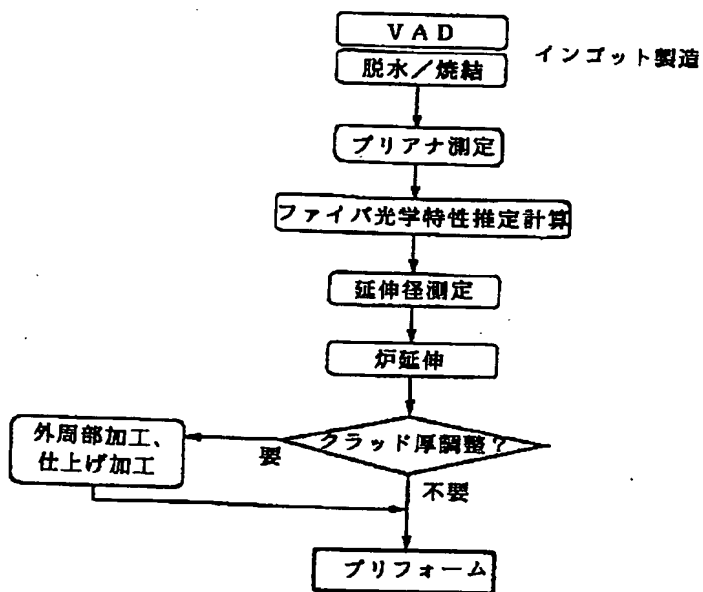 VAD
脱水／焼結
インゴット製造
プリアナ測定
ファイバ光学特性推定計算
延伸径測定
炉延伸
クラッド厚調整？
要
外周部加工、
仕上げ加工
不要
プリフォーム